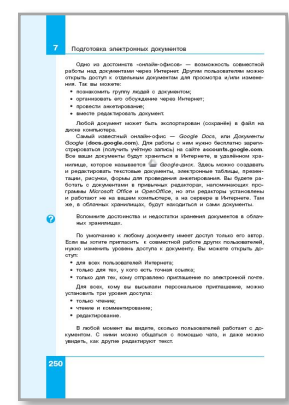 7 Подготовка электронных документов
Одно из достоинств «онлайн-офисов» — возможность совместной
работы над документами через Интернет. Другим пользователям можно
открыть доступ к отдельным документам для просмотра и/или измене-
ния. Так вы можете:
• познакомить группу людей с документом;
• организовать его обсуждение через Интернет;
• провести анкетирование;
• вместе редактировать документ.
Любой документ может быть экспортирован (сохранён) в файл на
диске компьютера.
Самый известный онлайн-офис — Google Docs, или Документы
Google (docs.google.com). Для работы с ним нужно бесплатно зареги-
стрироваться (получить учётную запись) на сайте accounts.google.com.
Все ваши документы будут храниться в Интернете, в удалённом хра-
нилище, которое называется Google-диск. Здесь можно создавать
и редактировать текстовые документы, электронные таблицы, презен-
тации, рисунки, формы для проведения анкетирования. Вы будете ра-
ботать с документами в привычных редакторах, напоминающих про-
граммы Microsoft Office и OpenOffice, но эти редакторы установлены
и работают не на вашем компьютере, а на сервере в Интернете. Там
же, в облачных хранилищах, будут находиться и сами документы.
? Вспомните достоинства и недостатки хранения документов в облач-
ных хранилищах.
По умолчанию к любому документу имеет доступ только его автор.
Если вы хотите пригласить к совместной работе других пользователей,
нужно изменить уровень доступа к документу. Вы можете открыть до-
ступ:
• для всех пользователей Интернета;
• только для тех, у кого есть точная ссылка;
• только для тех, кому отправлено приглашение по электронной почте.
Для всех, кому вы высылали персональное приглашение, можно
установить три уровня доступа:
• только чтение;
• чтение и комментирование;
• редактирование.
В любой момент вы видите, сколько пользователей работает с до-
кументом. С ними можно общаться с помощью чата, и даже можно
увидеть, как другие редактируют текст.
250